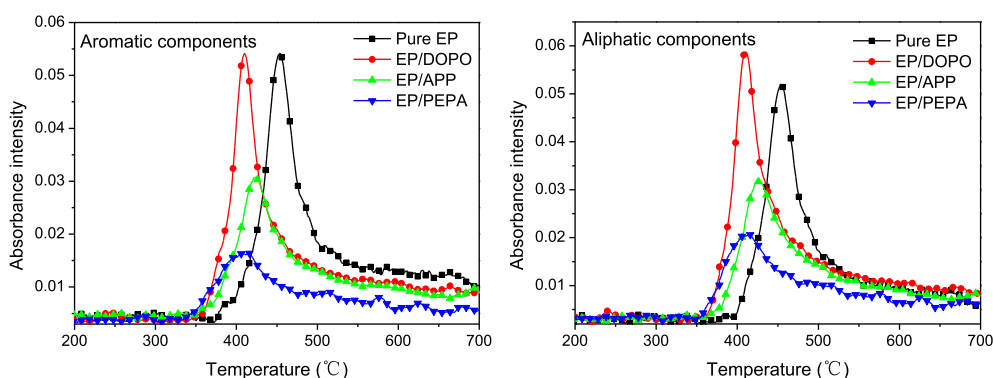 Aromatic components
Pure EP
EP/DOPO
EP/APP
EP/PEPA
0.06
0.05
0.04
0.03
0.02
0.01
Absorbance intensity
200 300 400 500 600 700
Temperature (℃)
Aliphatic components
Pure EP
EP/DOPO
EP/APP
EP/PEPA
0.06
0.05
0.04
0.03
0.02
0.01
Absorbance intensity
200 300 400 500 600 700
Temperature (℃)